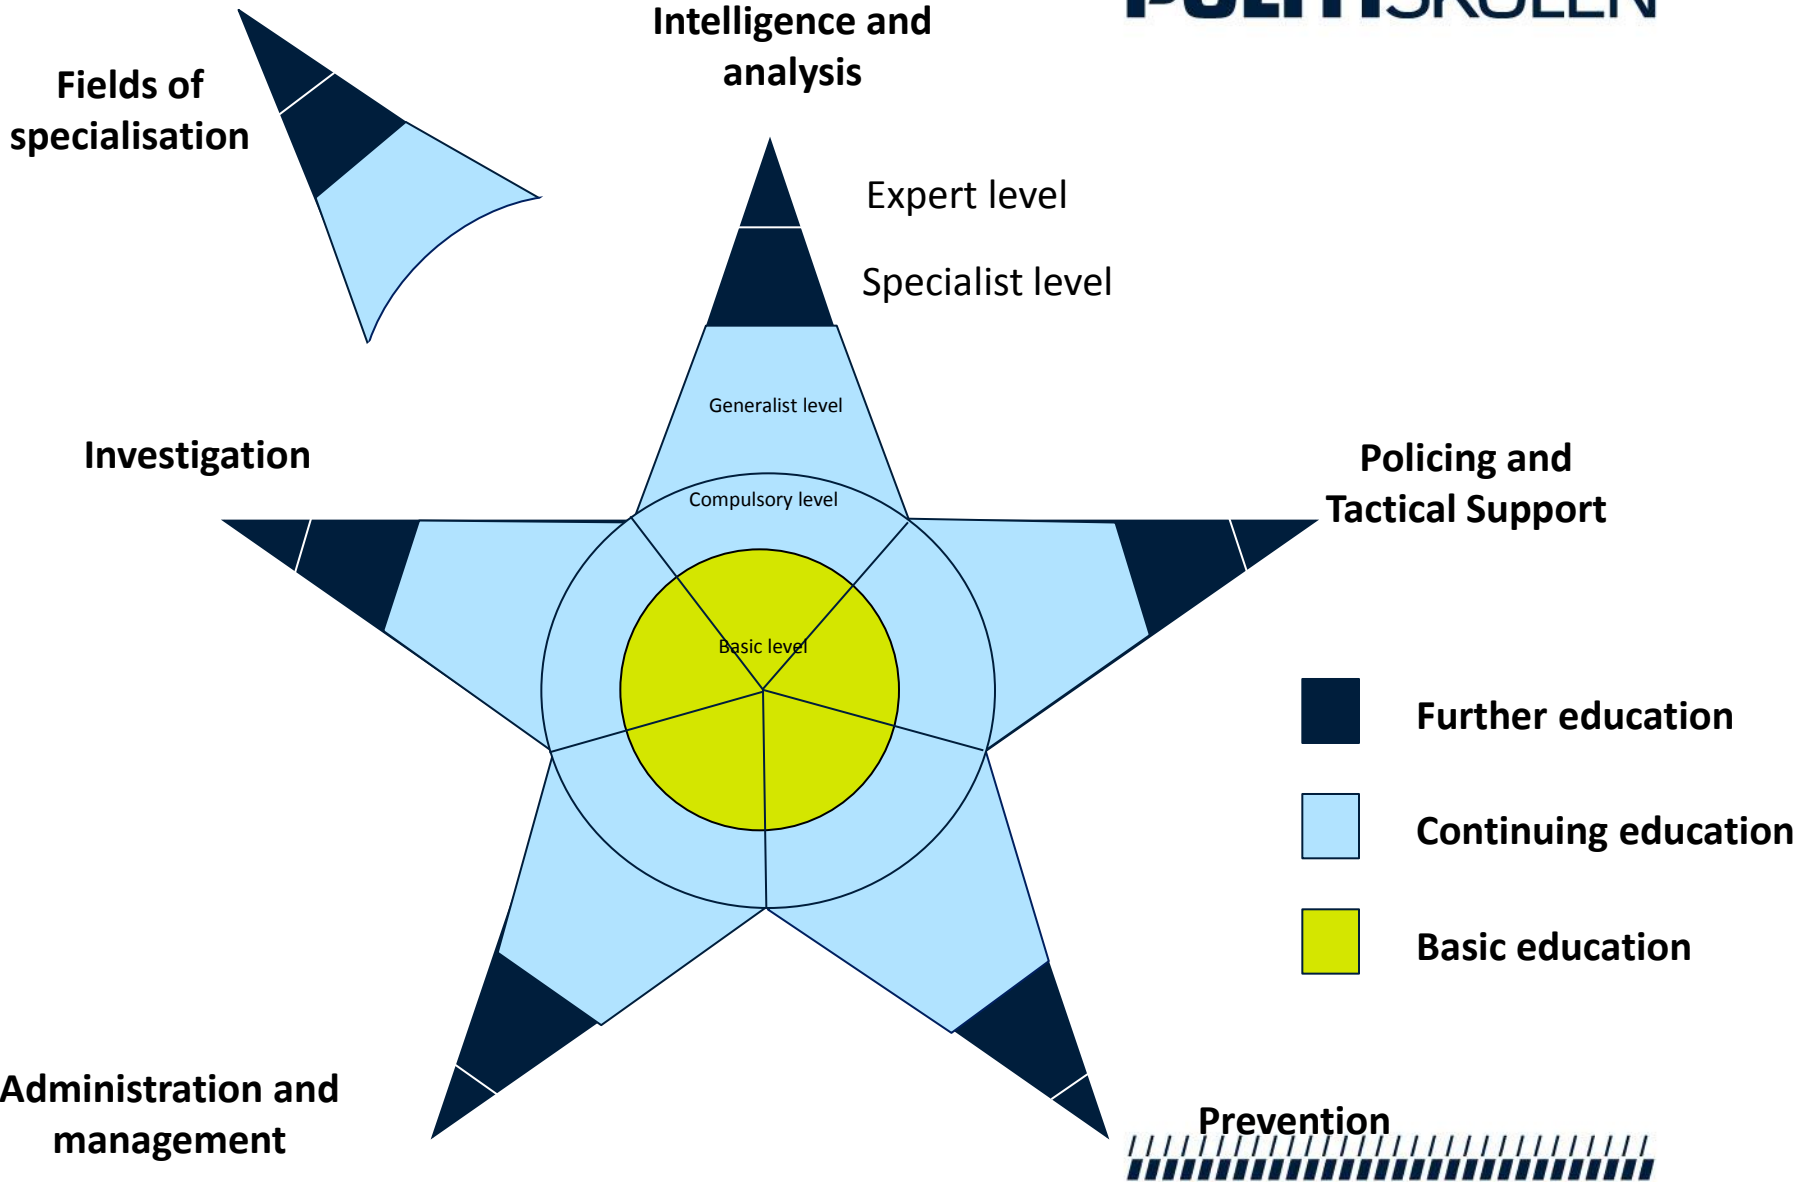 POLITISKOLEN
Intelligence and
analysis
Fields of
specialisation
Expert level
Specialist level
Generalist level
Investigation
Policing and
Tactical Support
Compulsory level
Basic level
Further education
Continuing education
Basic education
Administration and
management
Prevention